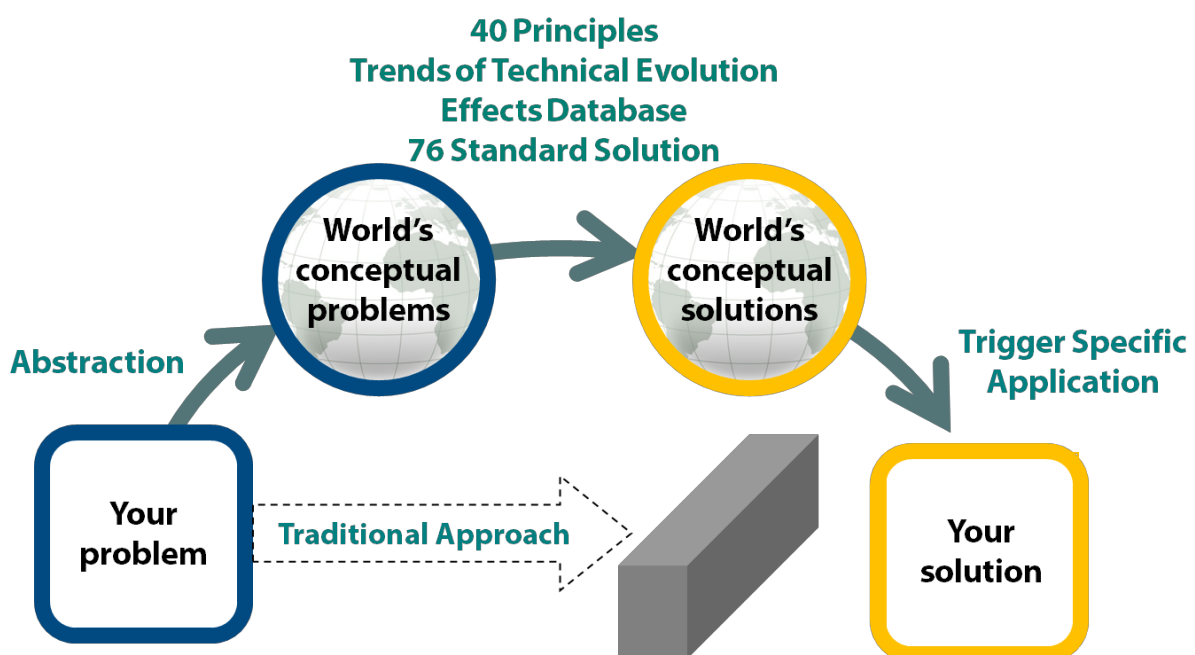 40 Principles
Trends of Technical Evolution
Effects Database
76 Standard Solution
World's
conceptual
problems
World's
conceptual
solutions
Abstraction
Trigger Specific
Application
Your
problem
Traditional Approach
Your
solution